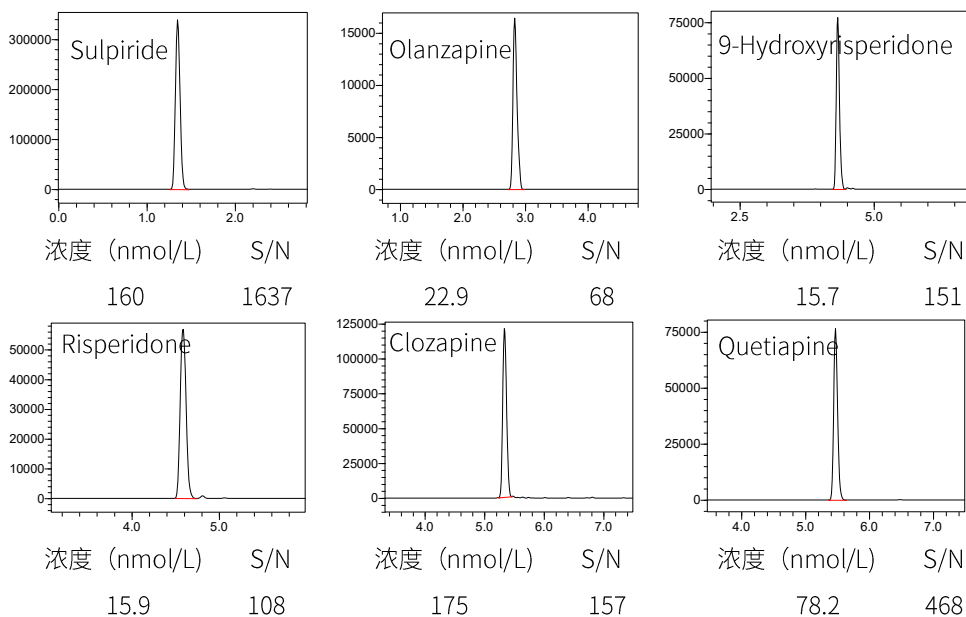 Sulpiride
300000
200000
100000
0
0.0 1.0 2.0
浓度（nmol/L) S/N
160 1637
Olanzapine
15000
10000
5000
0
1.0 2.0 3.0 4.0
浓度（nmol/L) S/N
22.9 68
9-Hydroxyrisperidone
75000
50000
25000
0
2.5 5.0
浓度（nmol/L) S/N
15.7 151
Risperidone
50000
40000
30000
20000
10000
0
4.0 5.0
浓度（nmol/L) S/N
15.9 108
Clozapine
125000
100000
75000
50000
25000
0
4.0 5.0 6.0 7.0
浓度（nmol/L) S/N
175 157
Quetiapine
75000
50000
25000
0
4.0 5.0 6.0 7.0
浓度（nmol/L) S/N
78.2 468